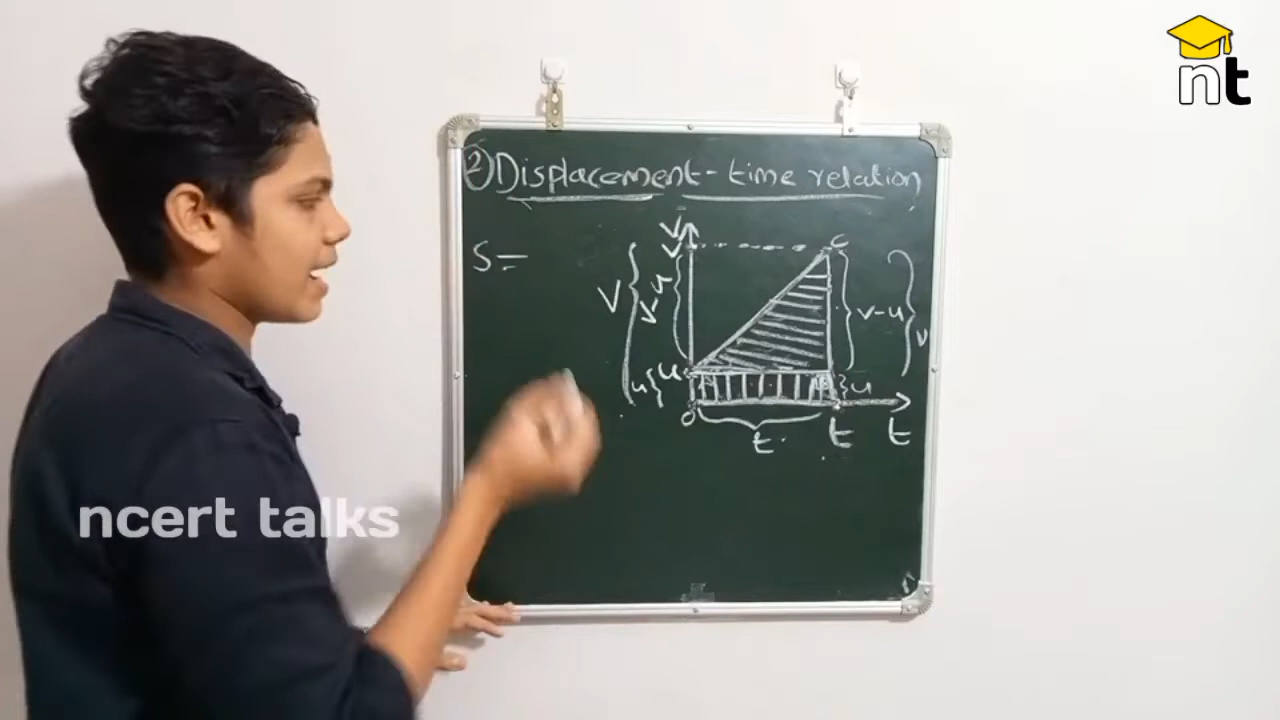 nt
② Displacement - time relation
S =
V
V
C
V
V-u
V-u
V
u
u
u
O
t
t
t
ncert talks